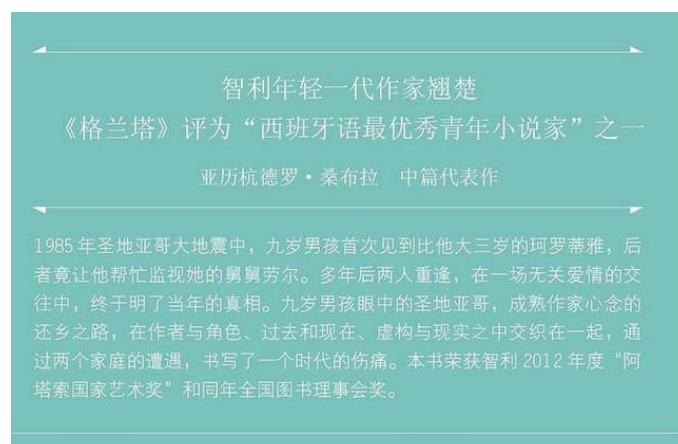 智利年轻一代作家翘楚
《格兰塔》评为“西班牙语最优秀青年小说家”之一
亚历杭德罗·桑布拉 中篇代表作
1985 年圣地亚哥大地震中，九岁男孩首次见到比他大三岁的珂罗蒂雅，后
者竟让他帮忙监视她的舅舅劳尔。多年后两人重逢，在一场无关爱情的交
往中，终于明了当年的真相。九岁男孩眼中的圣地亚哥，成熟作家心念的
还乡之路，在作者与角色、过去和现在、虚构与现实之中交织在一起，通
过两个家庭的遭遇，书写了一个时代的伤痛。本书荣获智利 2012 年度“阿
塔索国家艺术奖”和同年全国图书理事会奖。